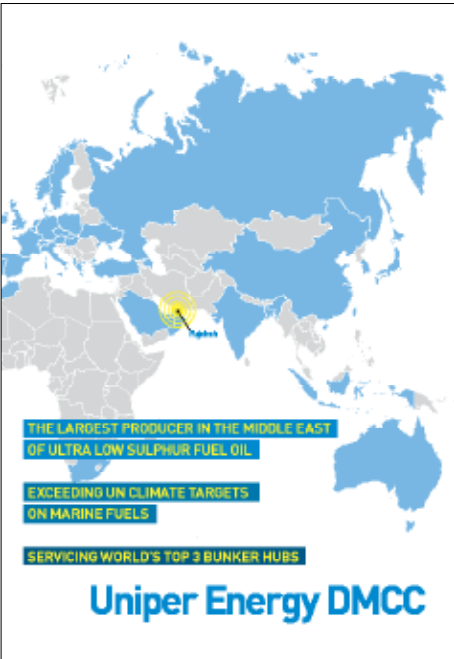 Fujairah
THE LARGEST PRODUCER IN THE MIDDLE EAST
OF ULTRA LOW SULPHUR FUEL OIL
EXCEEDING UN CLIMATE TARGETS
ON MARINE FUELS
SERVICING WORLD'S TOP 3 BUNKER HUBS
Uniper Energy DMCC